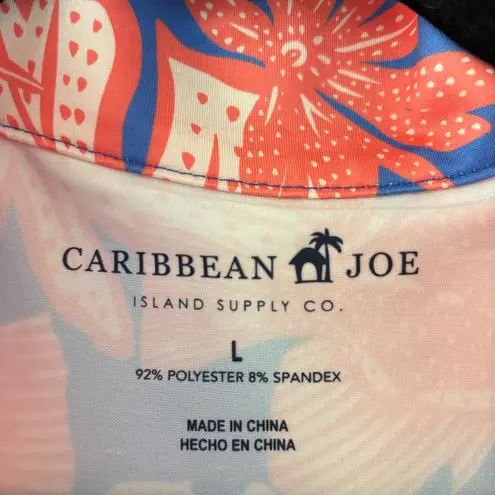 CARIBBEAN JOE
ISLAND SUPPLY CO.
L
92% POLYESTER 8% SPANDEX
MADE IN CHINA
HECHO EN CHINA